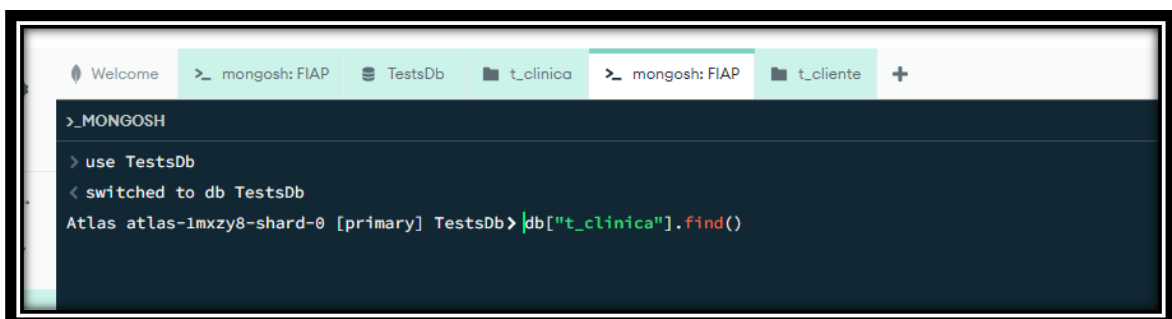 Welcome >_ mongosh: FIAP TestsDb t_clinica >_ mongosh: FIAP t_cliente +
>_MONGOSH
> use TestsDb
< switched to db TestsDb
Atlas atlas-1mxzy8-shard-0 [primary] TestsDb> db["t_clinica"].find()